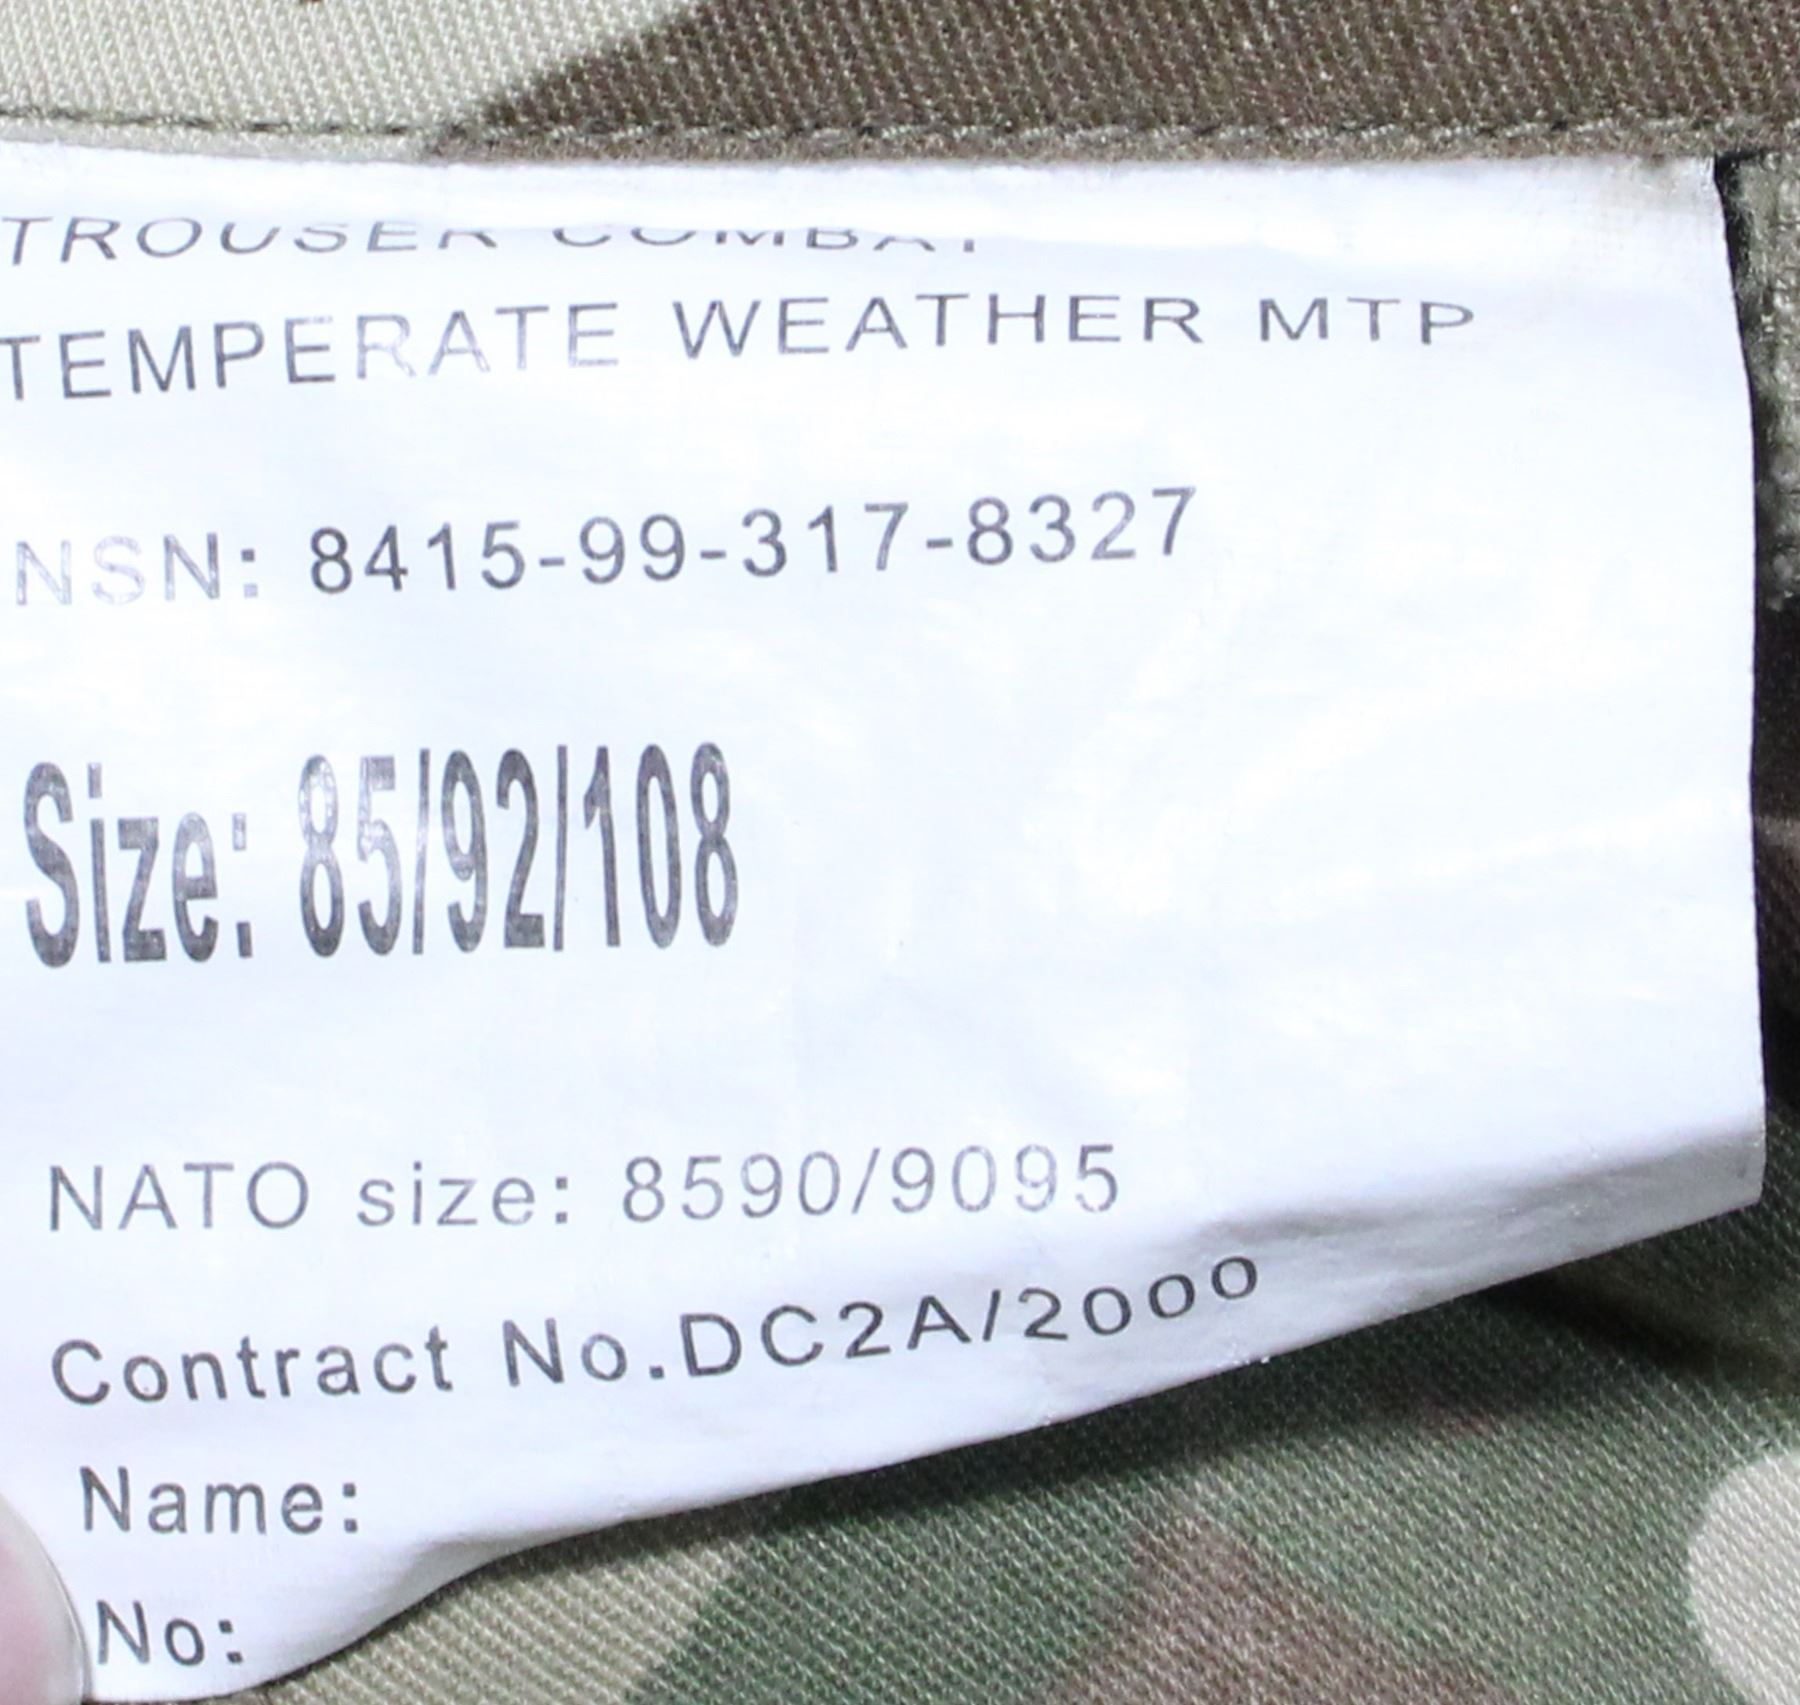 TROUSER COMBAT
TEMPERATE WEATHER MTP
NSN: 8415-99-317-8327
Size: 85/92/108
NATO size: 8590/9095
Contract No.DC2A/2000
Name:
No: